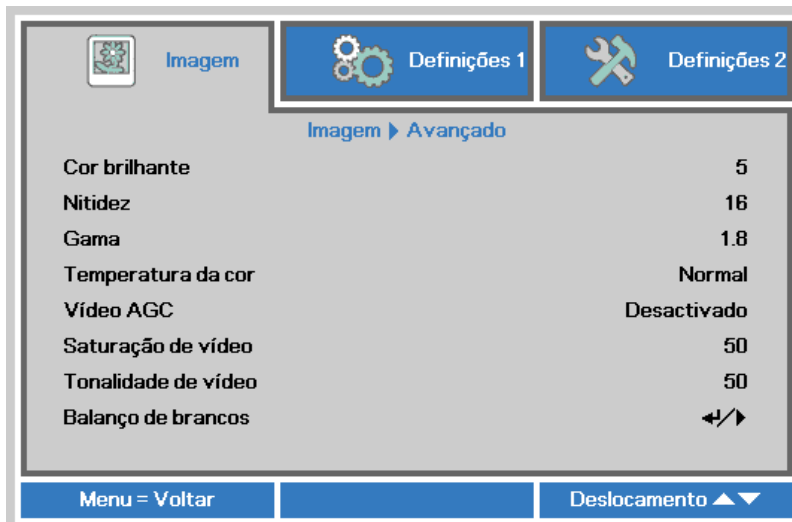 Imagem Definições 1 Definições 2
Imagem ▶ Avançado
Cor brilhante 5
Nitidez 16
Gama 1.8
Temperatura da cor Normal
Vídeo AGC Desactivado
Saturação de vídeo 50
Tonalidade de vídeo 50
Balanço de brancos ↵/▶
Menu = Voltar Deslocamento ▲▼